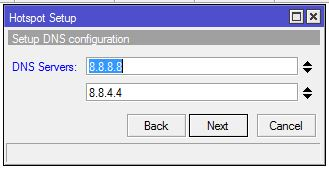 Hotspot Setup
Setup DNS configuration
DNS Servers: 8.8.8.8
8.8.4.4
Back Next Cancel